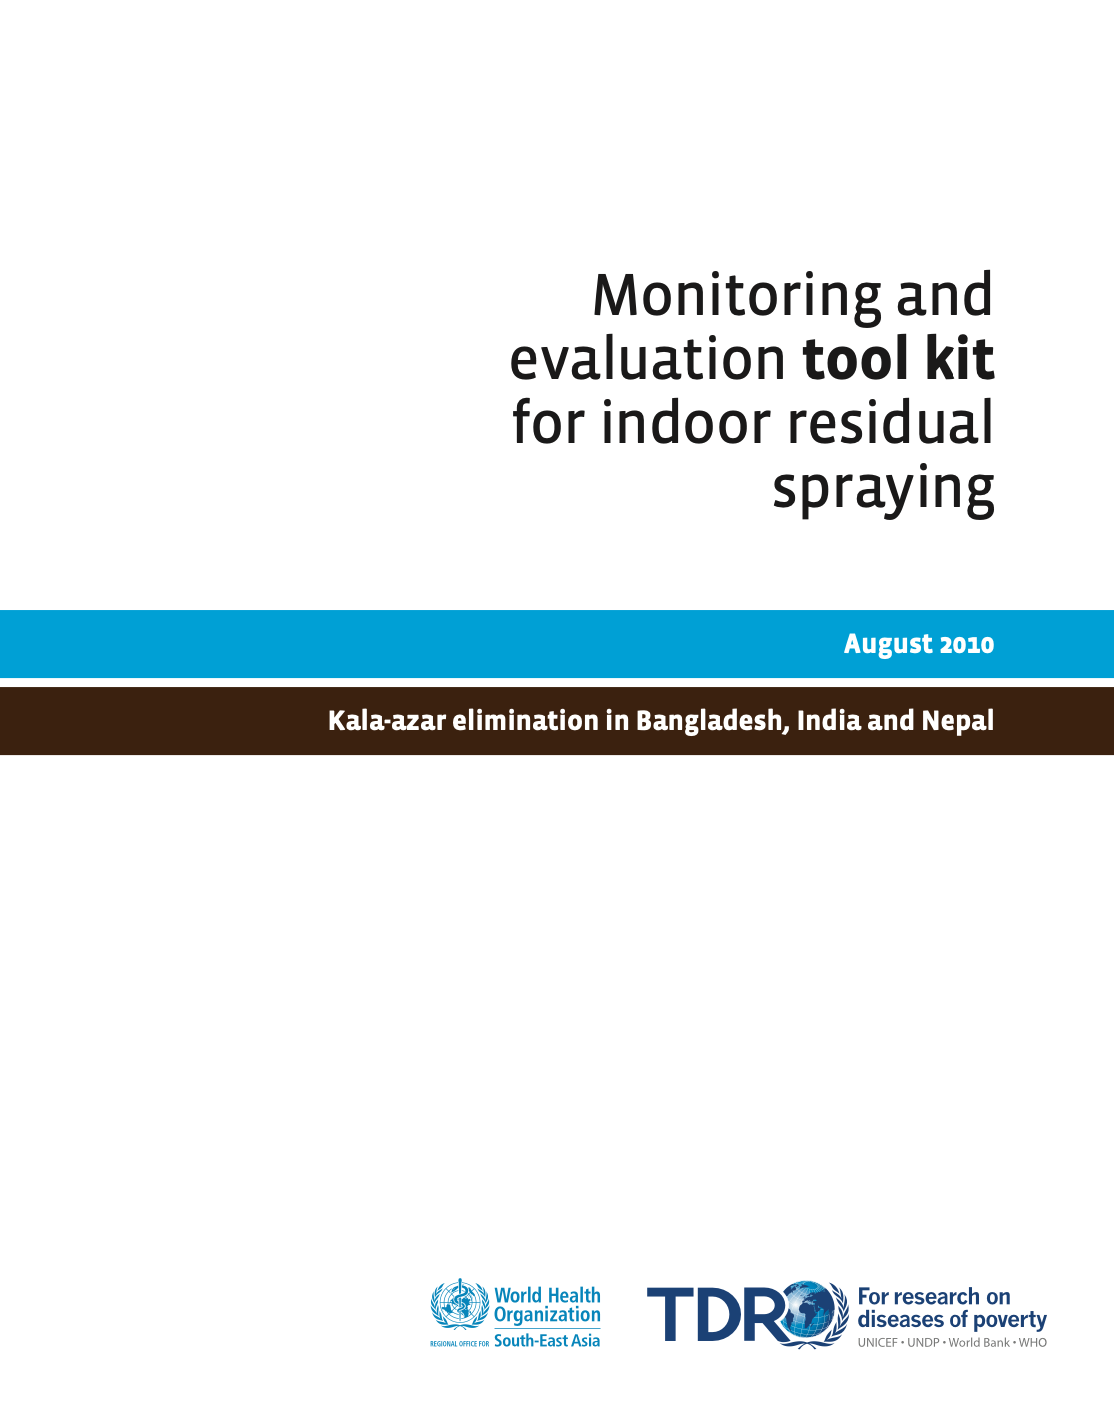 Monitoring and
evaluation tool kit
for indoor residual
spraying
August 2010
Kala-azar elimination in Bangladesh, India and Nepal
World Health
Organization
REGIONAL OFFICE FOR South-East Asia
TDR
For research on
diseases of poverty
UNICEF • UNDP • World Bank • WHO